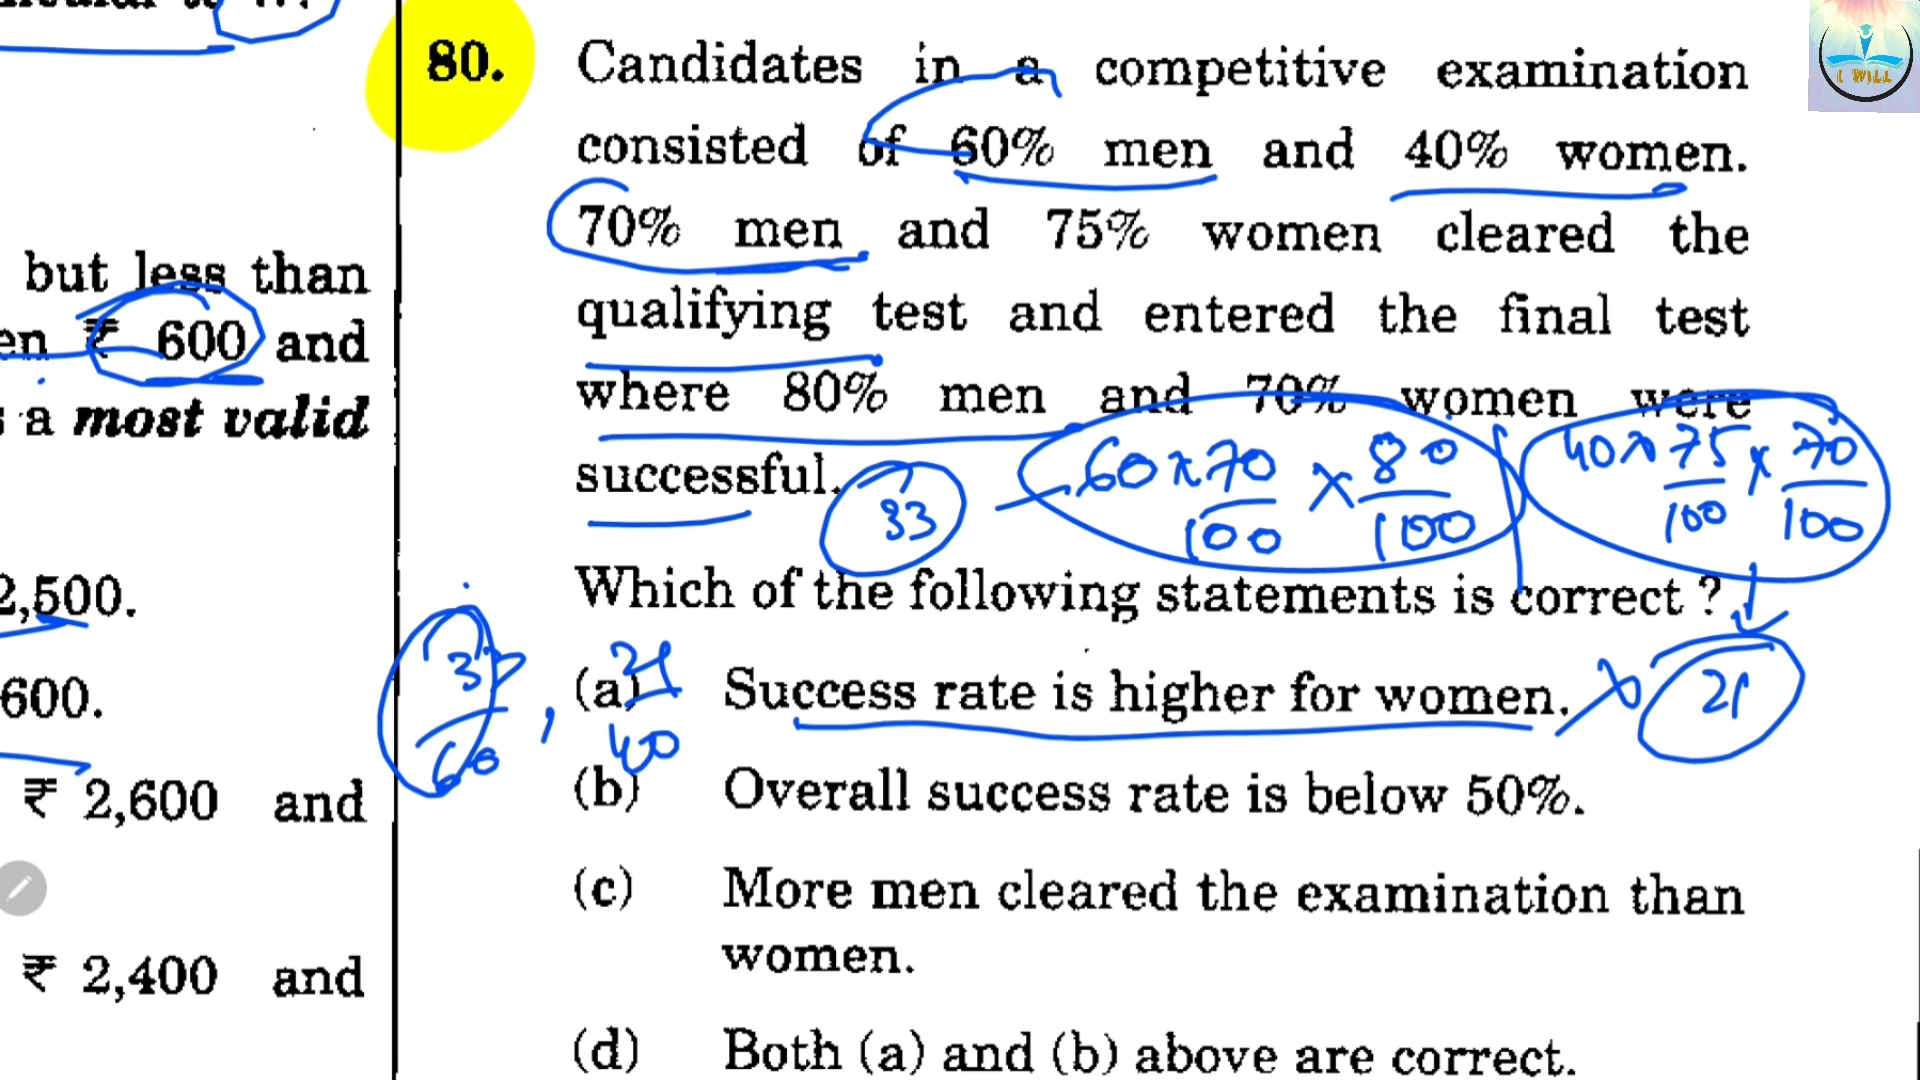 80. Candidates in a competitive examination
consisted of 60% men and 40% women.
70% men and 75% women cleared the
qualifying test and entered the final test
where 80% men and 70% women were
successful.
33
60 x 70/100 x 80/100
40 x 75/100 x 70/100
Which of the following statements is correct ?
(a) Success rate is higher for women.
21
(b) Overall success rate is below 50%.
(c) More men cleared the examination than
women.
(d) Both (a) and (b) above are correct.
21/40
60
but less than
₹ 600 and
a most valid
2,500.
600.
₹ 2,600 and
₹ 2,400 and
I WILL